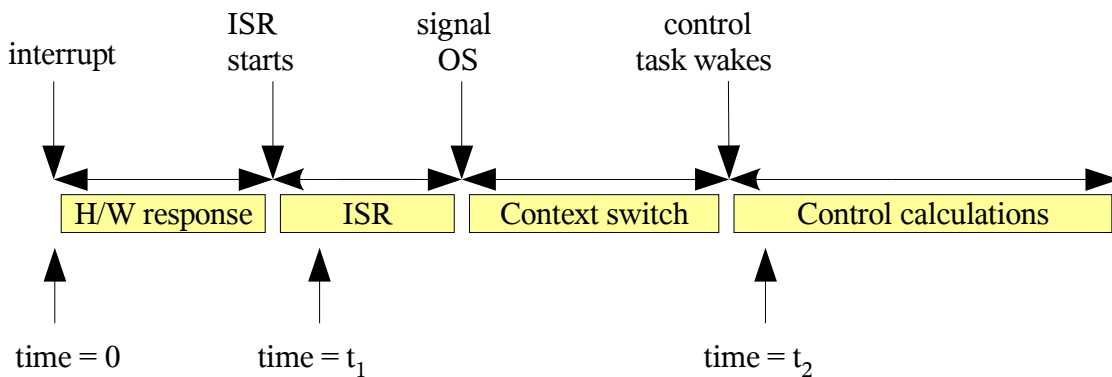 interrupt
ISR
starts
signal
OS
control
task wakes
H/W response
ISR
Context switch
Control calculations
time = 0
time = t₁
time = t₂